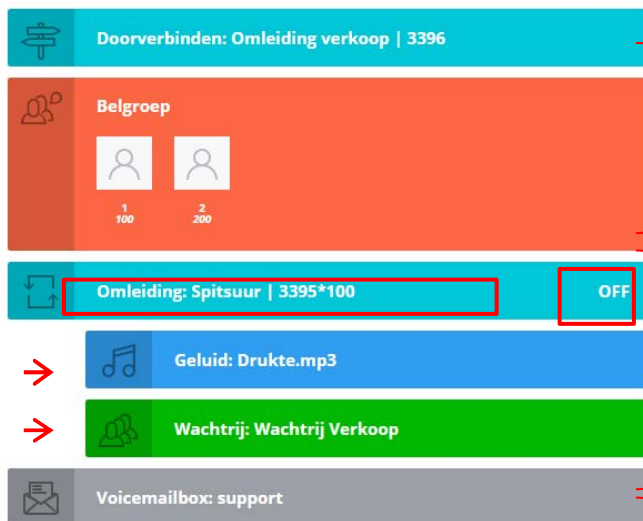 Doorverbinden: Omleiding verkoop | 3396
Belgroep
1 2
100 200
Omleiding: Spitsuur | 3395*100 OFF
Geluid: Drukte.mp3
Wachtrij: Wachtrij Verkoop
Voicemailbox: support